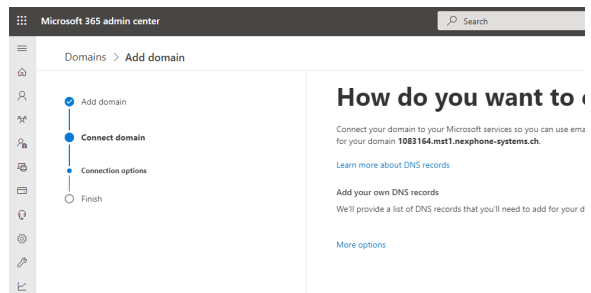 Microsoft 365 admin center
Search
Domains > Add domain
Add domain
Connect domain
Connection options
Finish
How do you want to
Connect your domain to your Microsoft services so you can use ema
for your domain 1083164.mst1.nexphone-systems.ch.
Learn more about DNS records
Add your own DNS records
We'll provide a list of DNS records that you'll need to add for your d
More options